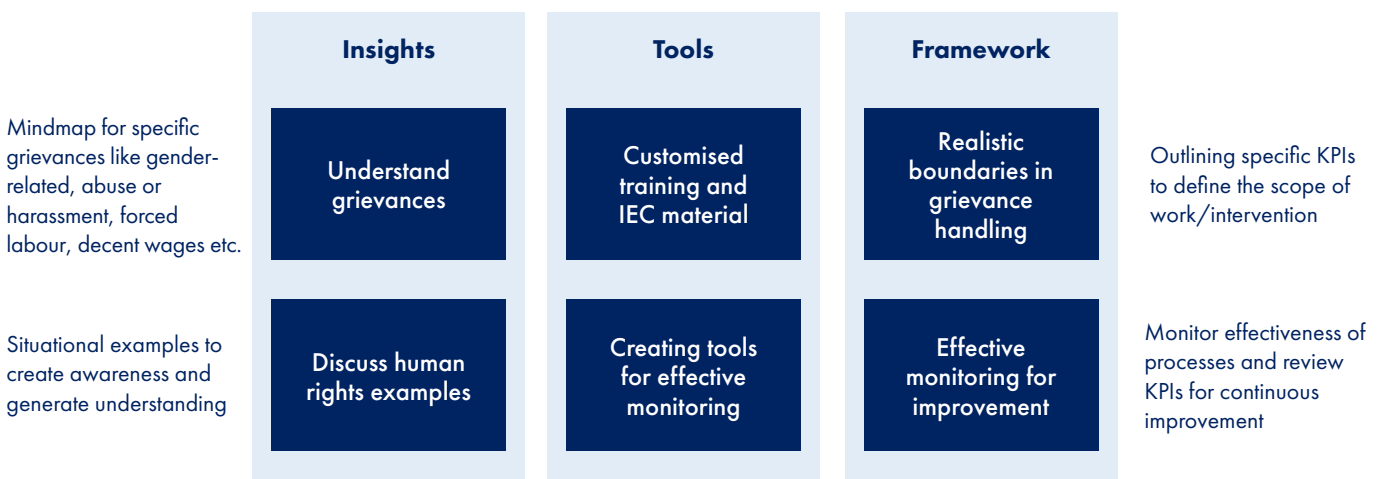 Insights
Tools
Framework
Mindmap for specific
grievances like gender-
related, abuse or
harassment, forced
labour, decent wages etc.
Understand
grievances
Customised
training and
IEC material
Realistic
boundaries in
grievance
handling
Outlining specific KPIs
to define the scope of
work/intervention
Situational examples to
create awareness and
generate understanding
Discuss human
rights examples
Creating tools
for effective
monitoring
Effective
monitoring for
improvement
Monitor effectiveness of
processes and review
KPIs for continuous
improvement